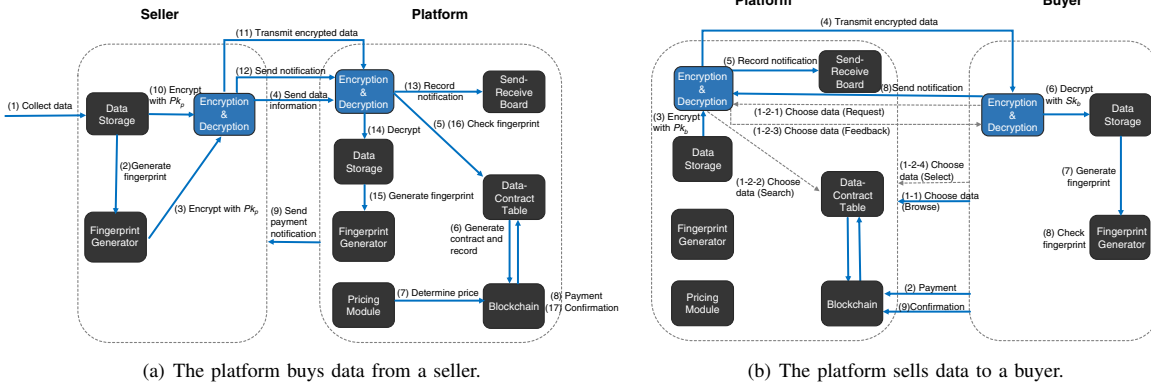 Seller
Platform
(11) Transmit encrypted data
(12) Send notification
(10) Encrypt
with Pkp
(4) Send data
information
(1) Collect data
Data
Storage
Encryption
&
Decryption
Encryption
&
Decryption
(13) Record
notification
Send-
Receive
Board
(5) (16) Check fingerprint
(14) Decrypt
(2)Generate
fingerprint
Data
Storage
(15) Generate fingerprint
Data-
Contract
Table
(3) Encrypt with Pkp
(9) Send
payment
notification
Fingerprint
Generator
Fingerprint
Generator
(6) Generate
contract and
record
Pricing
Module
(7) Determine price
Blockchain
(8) Payment
(17) Confirmation
(a) The platform buys data from a seller.
Platform
Buyer
(4) Transmit encrypted data
(5) Record notification
Send-
Receive
Board
Encryption
&
Decryption
(8)Send notification
Encryption
&
Decryption
(6) Decrypt
with Skb
Data
Storage
(1-2-1) Choose data (Request)
(1-2-3) Choose data (Feedback)
(3) Encrypt
with Pkb
Data
Storage
(1-2-2) Choose
data (Search)
Data-
Contract
Table
(1-2-4) Choose
data (Select)
(1-1) Choose data
(Browse)
(7) Generate
fingerprint
Fingerprint
Generator
(8) Check
fingerprint
Fingerprint
Generator
Pricing
Module
Blockchain
(2) Payment
(9)Confirmation
(b) The platform sells data to a buyer.